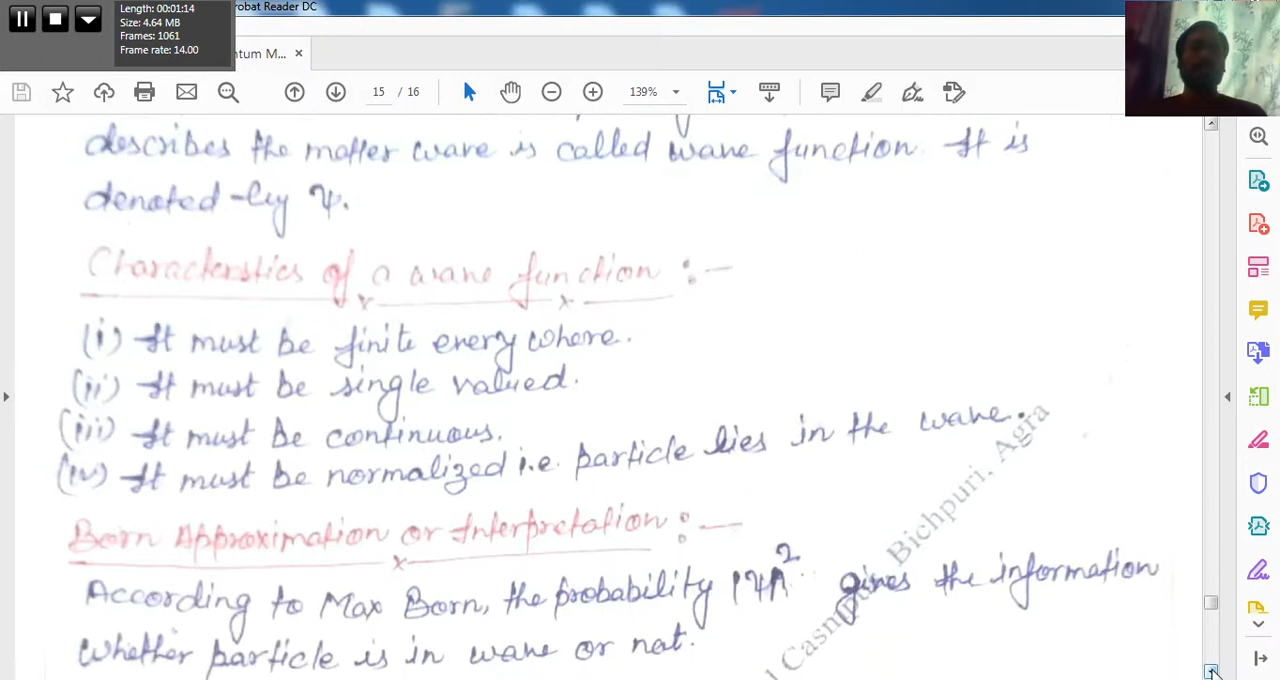 Length: 00:01:14
Size: 4.64 MB
Frames: 1061
Frame rate: 14.00
robat Reader DC
ntum M...
15 / 16
139%
describes the matter wave is called wave function. It is
denoted by Ψ.
Characterstics of a wave function :—
(i) It must be finite every where.
(ii) It must be single valued.
(iii) It must be continuous.
(iv) It must be normalized i.e. particle lies in the wave.
Born Approximation or Interpretation :—
According to Max Born, the probability |Ψ|² gives the information
whether particle is in wave or not.
Bichpuri, Agra